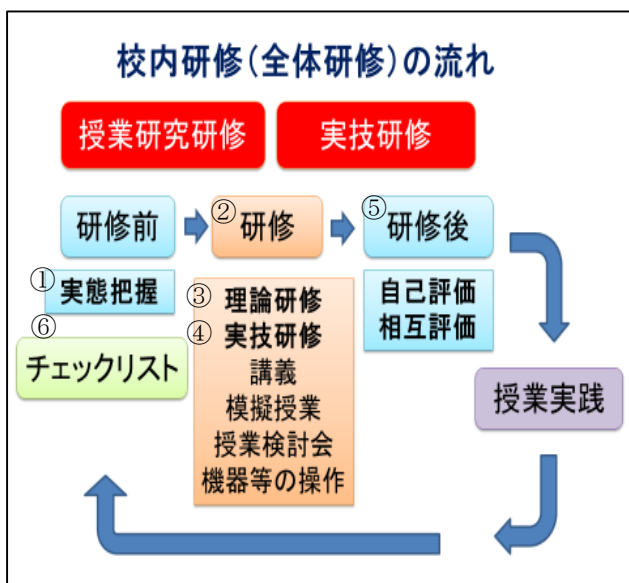 校内研修(全体研修)の流れ
授業研究研修
実技研修
研修前
②研修
⑤研修後
①実態把握
⑥
チェックリスト
③理論研修
④実技研修
講義
模擬授業
授業検討会
機器等の操作
自己評価
相互評価
授業実践